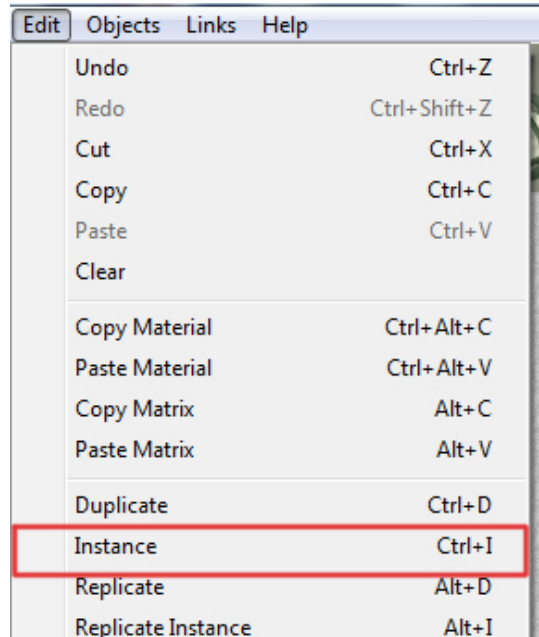 Edit Objects Links Help
Undo Ctrl+Z
Redo Ctrl+Shift+Z
Cut Ctrl+X
Copy Ctrl+C
Paste Ctrl+V
Clear
Copy Material Ctrl+Alt+C
Paste Material Ctrl+Alt+V
Copy Matrix Alt+C
Paste Matrix Alt+V
Duplicate Ctrl+D
Instance Ctrl+I
Replicate Alt+D
Replicate Instance Alt+I